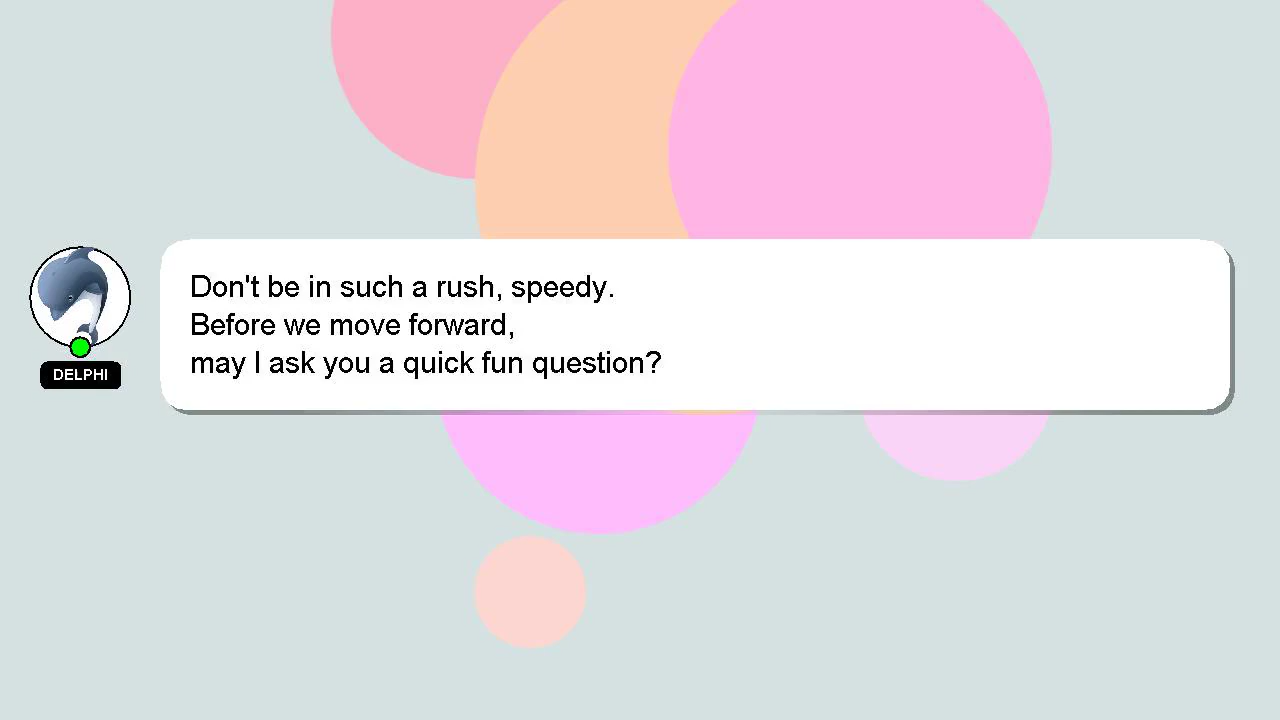 Don't be in such a rush, speedy.
Before we move forward,
may I ask you a quick fun question?
DELPHI